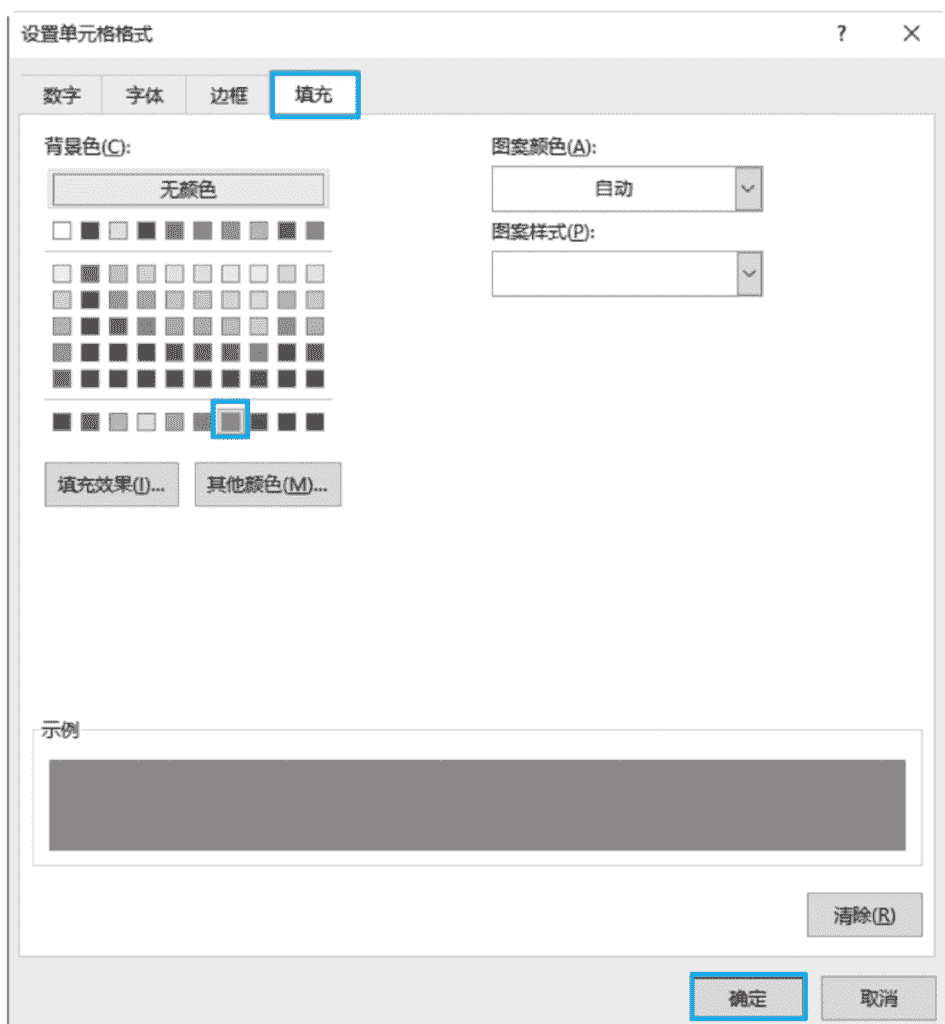 设置单元格格式
?
数字 字体 边框 填充
背景色(C):
无颜色
填充效果(I)... 其他颜色(M)...
图案颜色(A):
自动
图案样式(P):
示例
清除(R)
确定 取消